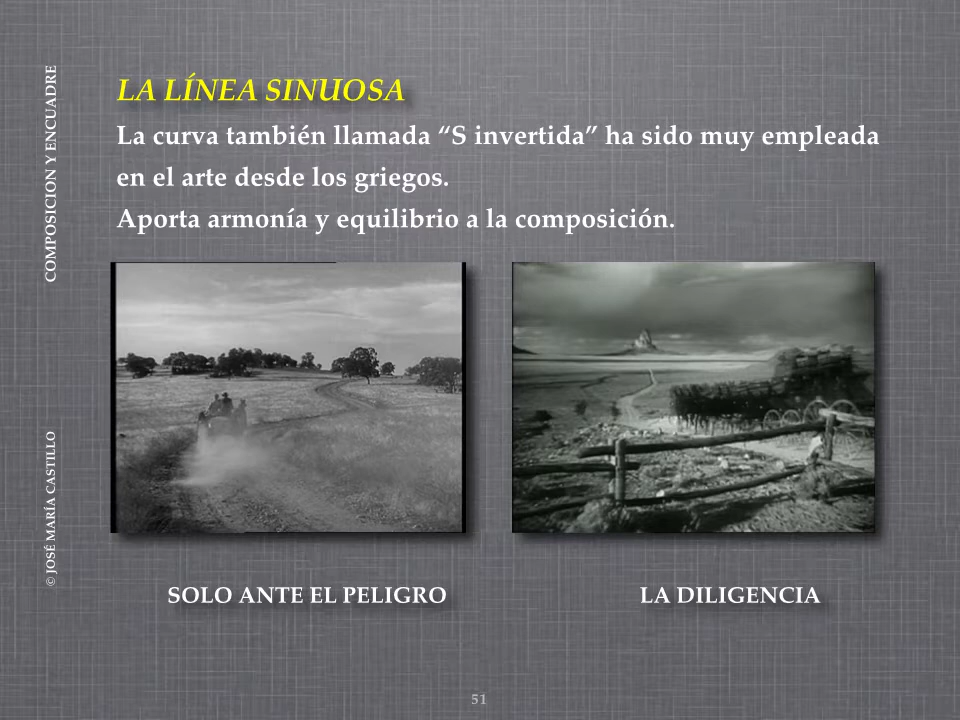 COMPOSICION Y ENCUADRE
© JOSÉ MARÍA CASTILLO
LA LÍNEA SINUOSA
La curva también llamada “S invertida” ha sido muy empleada
en el arte desde los griegos.
Aporta armonía y equilibrio a la composición.
SOLO ANTE EL PELIGRO
LA DILIGENCIA
51